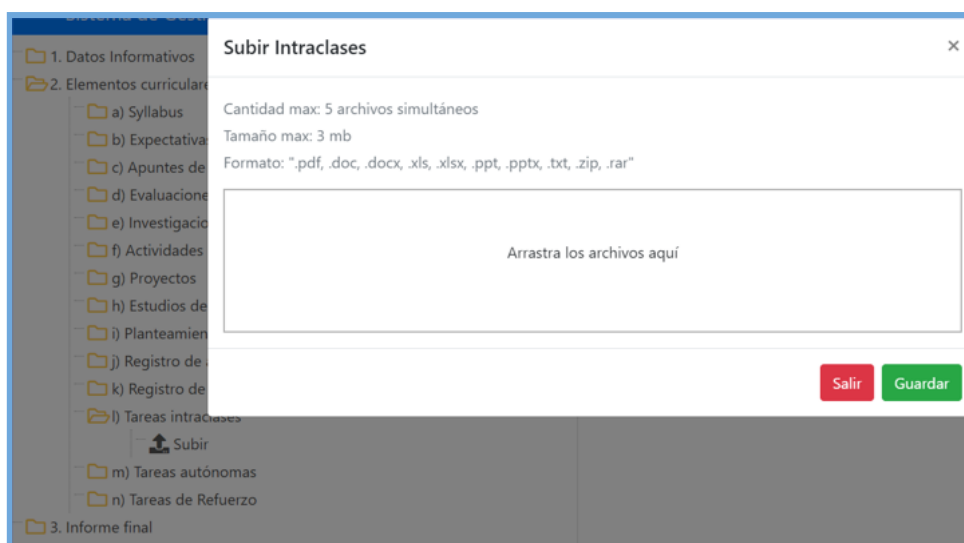 Sistema de Gesti
1. Datos Informativos
2. Elementos curriculare
a) Syllabus
b) Expectativa
c) Apuntes de
d) Evaluacione
e) Investigacio
f) Actividades
g) Proyectos
h) Estudios de
i) Planteamien
j) Registro de
k) Registro de
l) Tareas intraclases
Subir
m) Tareas autónomas
n) Tareas de Refuerzo
3. Informe final
Subir Intraclases
×
Cantidad max: 5 archivos simultáneos
Tamaño max: 3 mb
Formato: ".pdf, .doc, .docx, .xls, .xlsx, .ppt, .pptx, .txt, .zip, .rar"
Arrastra los archivos aquí
Salir
Guardar